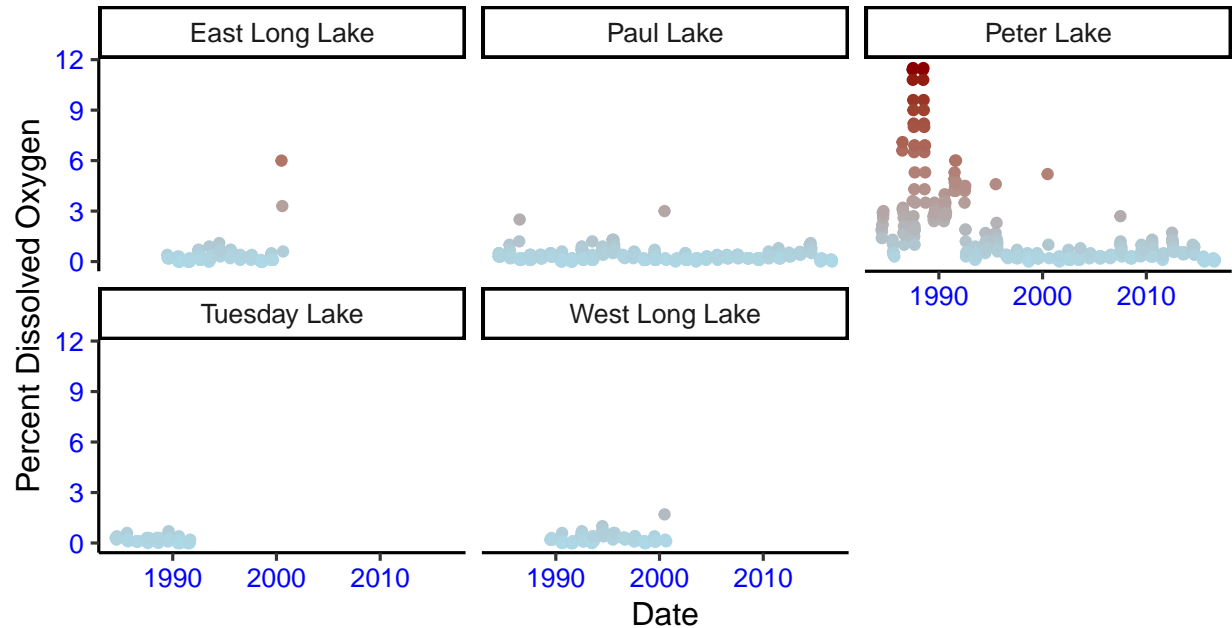 East Long Lake
Paul Lake
Peter Lake
Percent Dissolved Oxygen
12
9
6
3
0
1990 2000 2010
Tuesday Lake
West Long Lake
12
9
6
3
0
1990 2000 2010
1990 2000 2010
Date